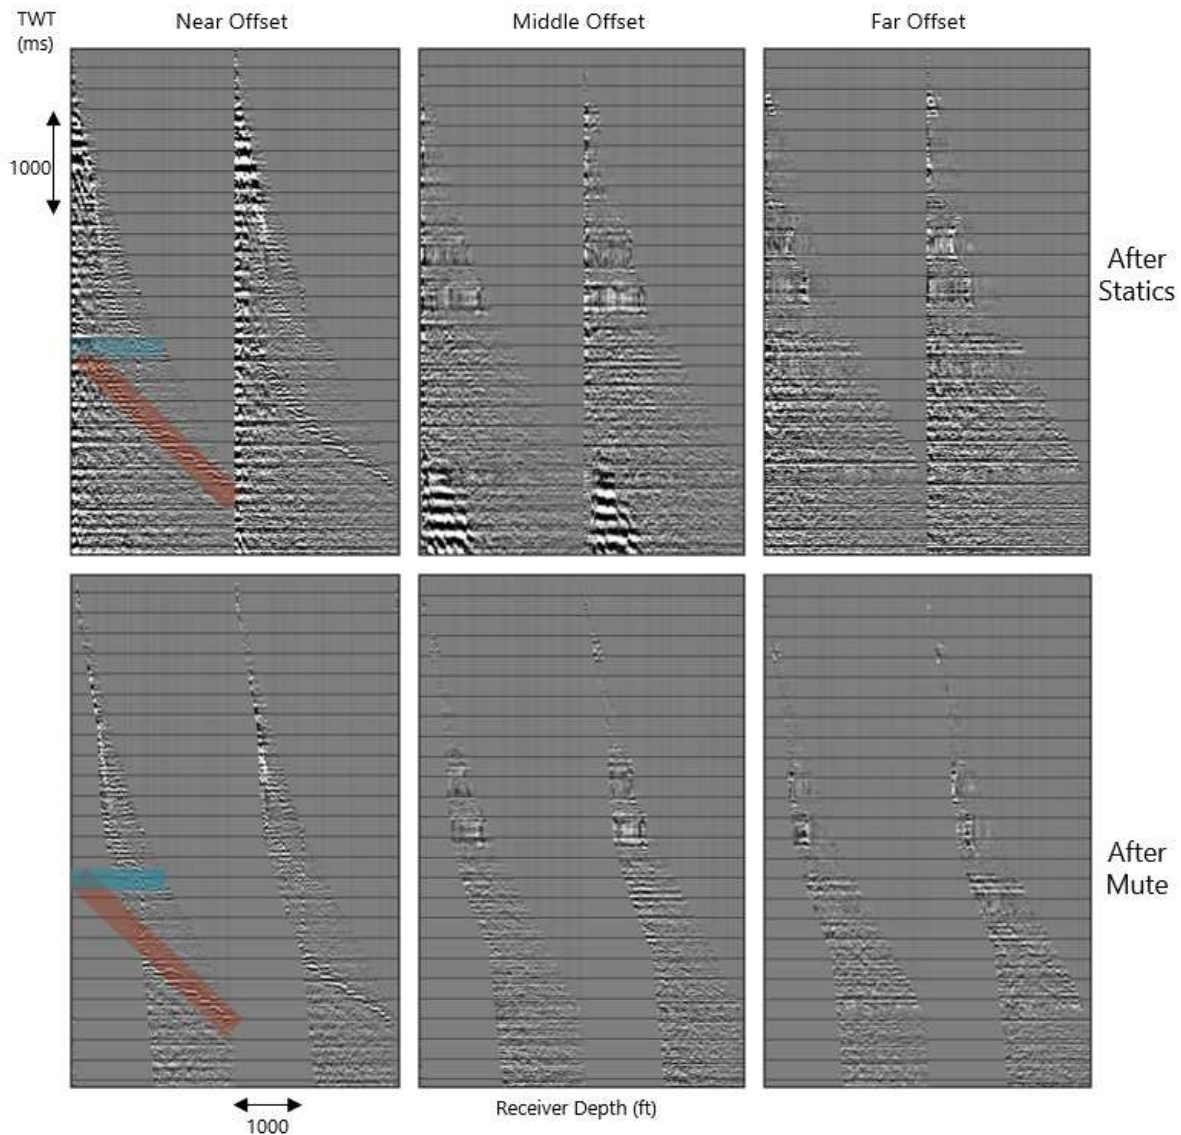 TWT
(ms)
Near Offset
Middle Offset
Far Offset
1000
After
Statics
After
Mute
Receiver Depth (ft)
1000